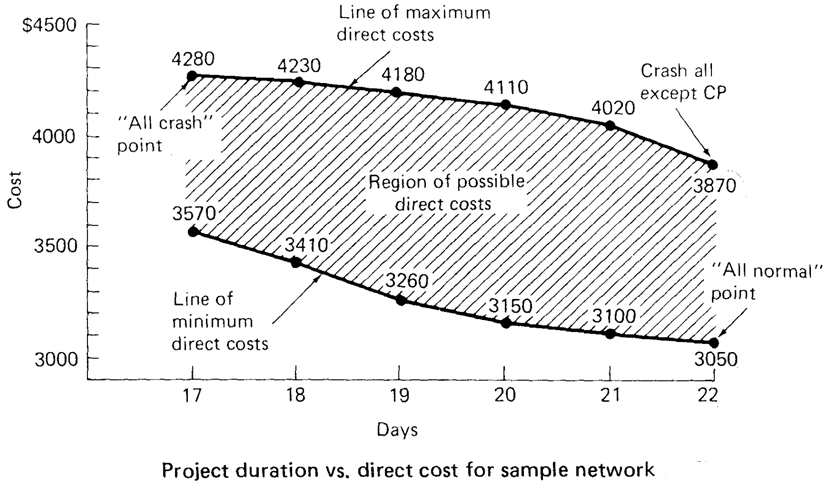 $4500
Line of maximum
direct costs
4280
4230
4180
4110
4020
Crash all
except CP
"All crash"
point
4000
3870
Region of possible
direct costs
Cost
3570
3500
3410
3260
3150
3100
"All normal"
point
Line of
minimum
direct costs
3050
3000
17
18
19
20
21
22
Days
Project duration vs. direct cost for sample network